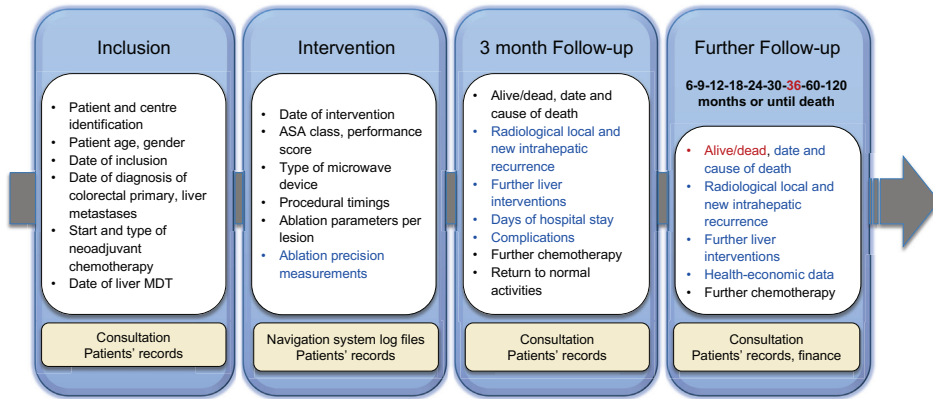 Inclusion
• Patient and centre
identification
• Patient age, gender
• Date of inclusion
• Date of diagnosis of
colorectal primary, liver
metastases
• Start and type of
neoadjuvant
chemotherapy
• Date of liver MDT
Consultation
Patients' records
Intervention
• Date of intervention
• ASA class, performance
score
• Type of microwave
device
• Procedural timings
• Ablation parameters per
lesion
• Ablation precision
measurements
Navigation system log files
Patients' records
3 month Follow-up
• Alive/dead, date and
cause of death
• Radiological local and
new intrahepatic
recurrence
• Further liver
interventions
• Days of hospital stay
• Complications
• Further chemotherapy
• Return to normal
activities
Consultation
Patients' records
Further Follow-up
6-9-12-18-24-30-36-60-120
months or until death
• Alive/dead, date and
cause of death
• Radiological local and
new intrahepatic
recurrence
• Further liver
interventions
• Health-economic data
• Further chemotherapy
Consultation
Patients' records, finance